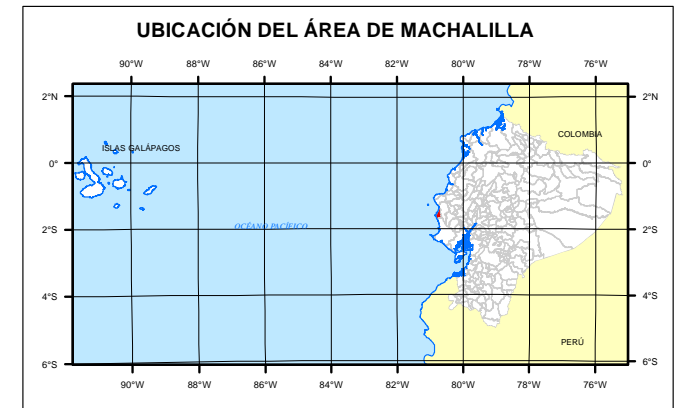 UBICACIÓN DEL ÁREA DE MACHALILLA
90°W 88°W 86°W 84°W 82°W 80°W 78°W 76°W
2°N 2°N
COLOMBIA
ISLAS GALÁPAGOS
0° 0°
OCÉANO PACÍFICO
2°S 2°S
4°S 4°S
PERÚ
6°S 6°S
90°W 88°W 86°W 84°W 82°W 80°W 78°W 76°W